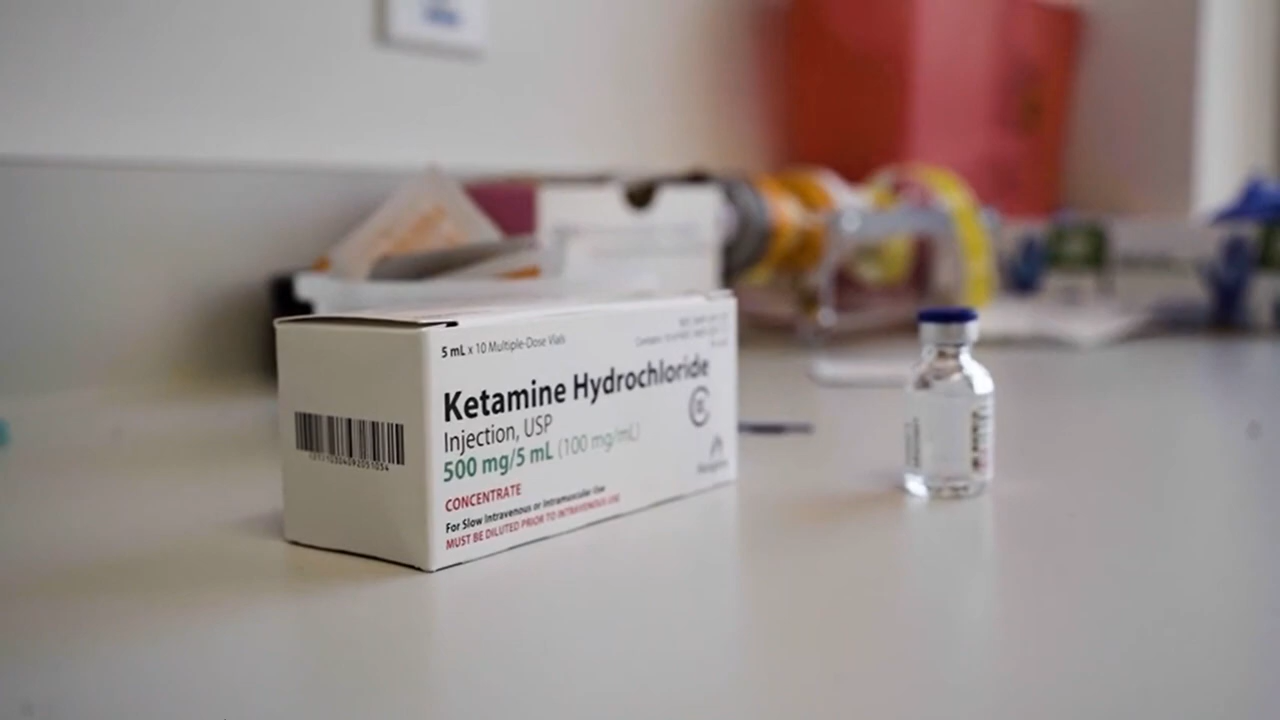 5 mL x 10 Multiple-Dose Vials
Ketamine Hydrochloride
Injection, USP
500 mg/5 mL (100 mg/mL)
CONCENTRATE
For Slow Intravenous or Intramuscular Use
MUST BE DILUTED PRIOR TO INTRAVENOUS USE